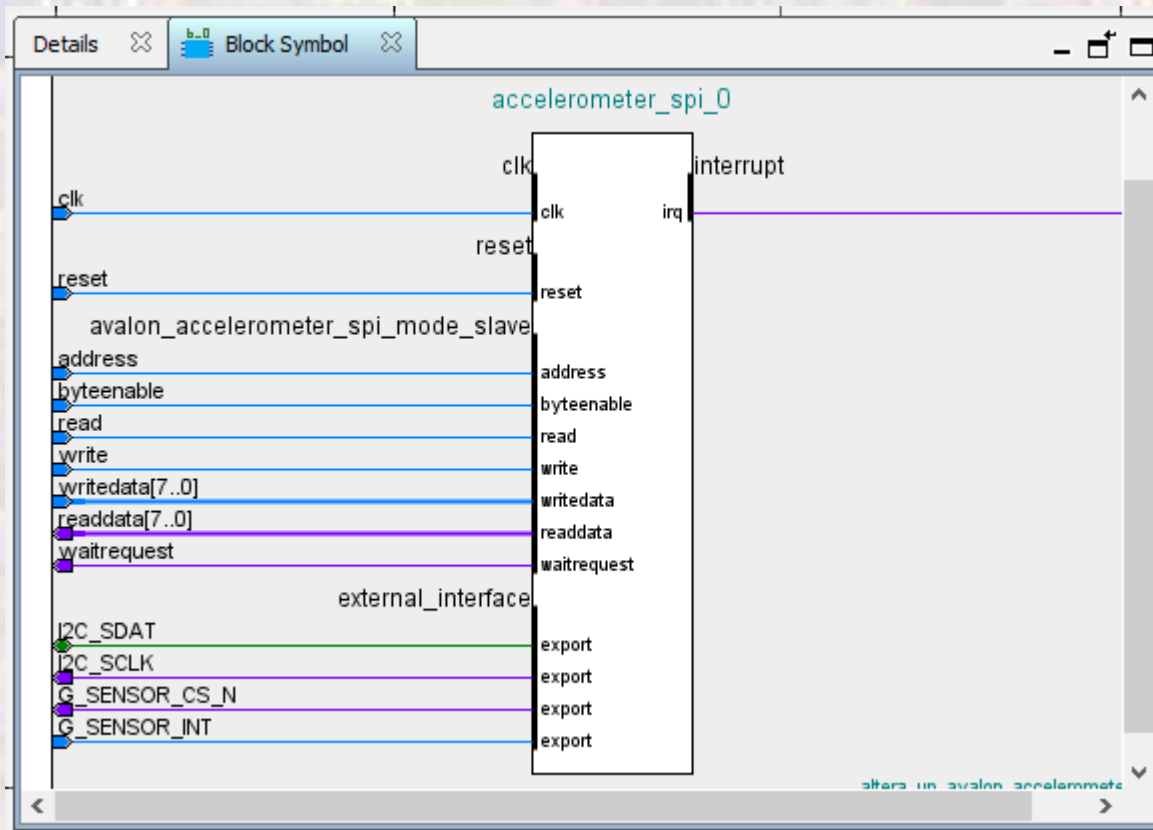 Details Block Symbol
accelerometer_spi_0
clk interrupt
clk
clk irq
reset
reset
reset
avalon_accelerometer_spi_mode_slave
address
address
byteenable
byteenable
read
read
write
write
writedata[7..0]
writedata
readdata[7..0]
readdata
waitrequest
waitrequest
external_interface
I2C_SDAT
export
I2C_SCLK
export
G_SENSOR_CS_N
export
G_SENSOR_INT
export
altera_up_avalon_acceleromete